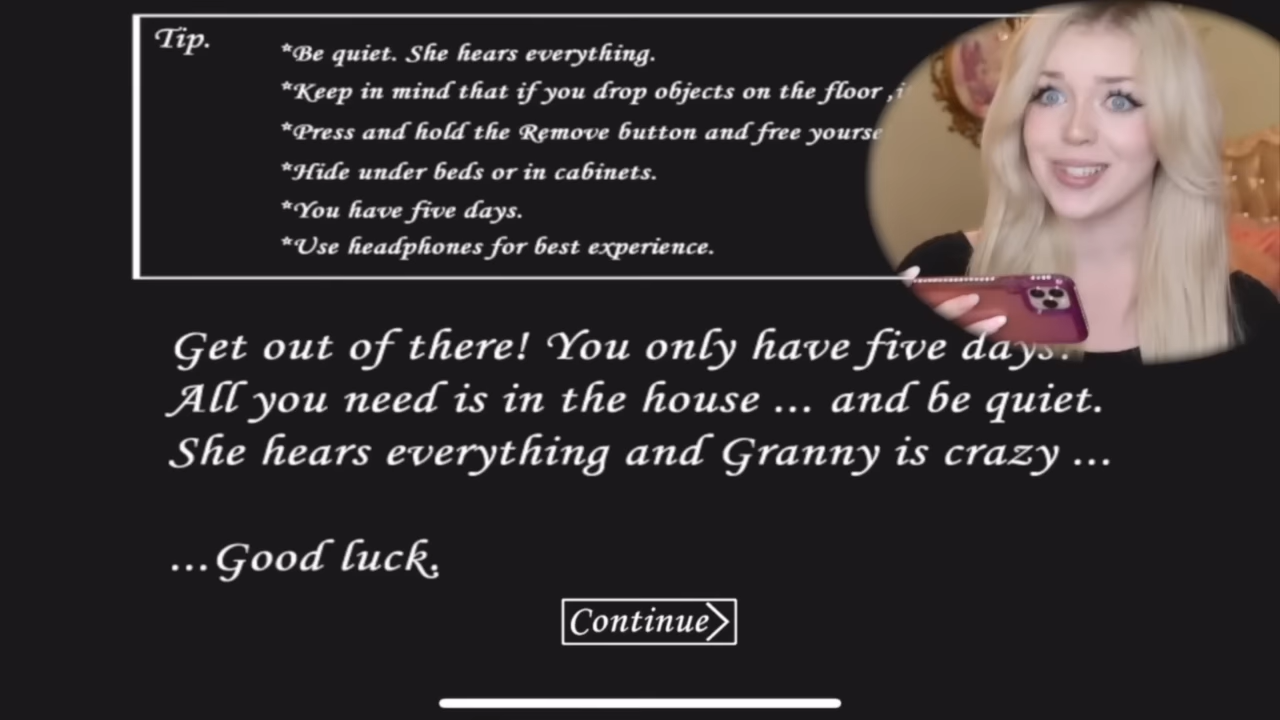 Tip.
*Be quiet. She hears everything.
*Keep in mind that if you drop objects on the floor ,
*Press and hold the Remove button and free
*Hide under beds or in cabinets.
*You have five days.
*Use headphones for best experience.
Get out of there! You only have five days.
All you need is in the house ... and be quiet.
She hears everything and Granny is crazy ...
...Good luck.
Continue